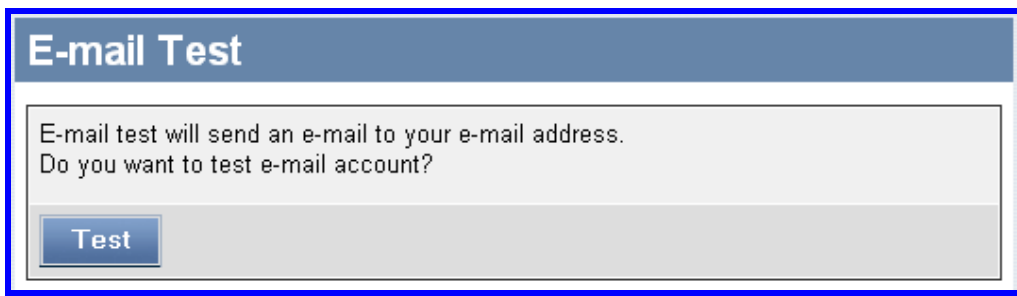 E-mail Test
E-mail test will send an e-mail to your e-mail address.
Do you want to test e-mail account?
Test